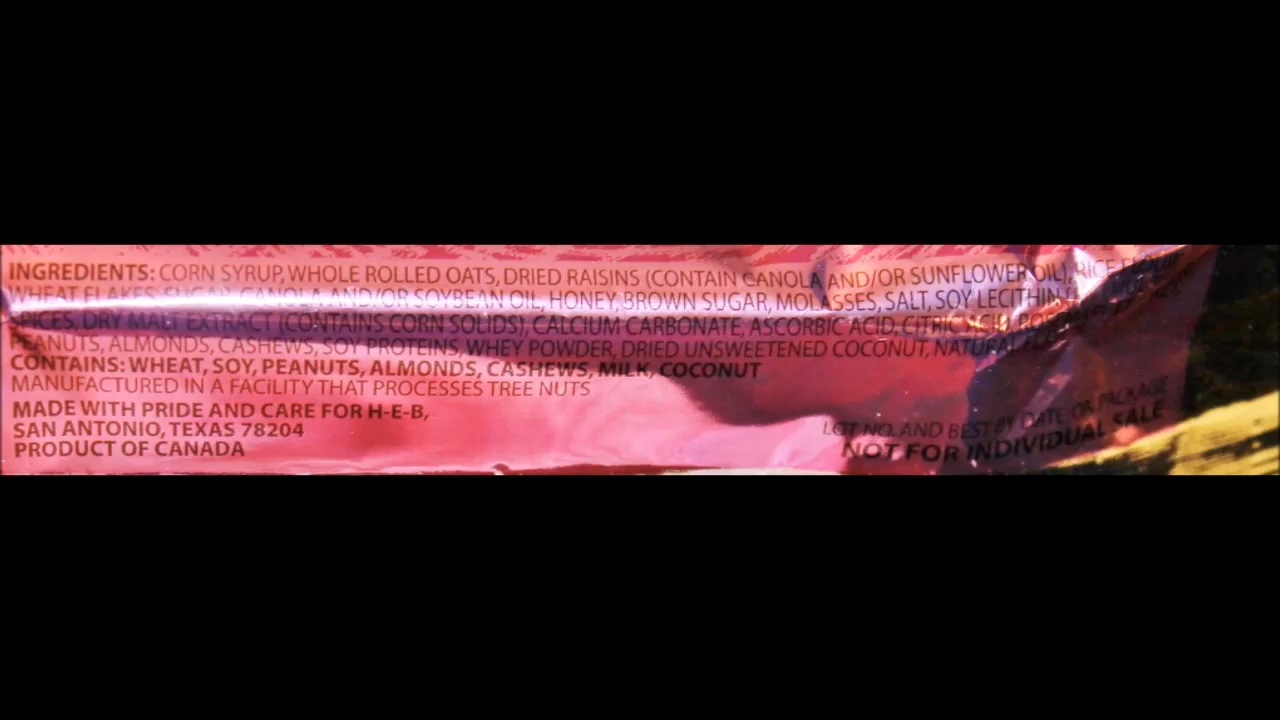 INGREDIENTS: CORN SYRUP, WHOLE ROLLED OATS, DRIED RAISINS (CONTAIN CANOLA AND/OR SUNFLOWER OIL), RICE
WHEAT FLAKES, SUGAR, CANOLA AND/OR SOYBEAN OIL, HONEY, BROWN SUGAR, MOLASSES, SALT, SOY LECITHIN
DRY MALT EXTRACT (CONTAINS CORN SOLIDS), CALCIUM CARBONATE, ASCORBIC ACID, CITRIC ACID,
PEANUTS, ALMONDS, CASHEWS, SOY PROTEINS, WHEY POWDER, DRIED UNSWEETENED COCONUT, NATURAL
CONTAINS: WHEAT, SOY, PEANUTS, ALMONDS, CASHEWS, MILK, COCONUT
MANUFACTURED IN A FACILITY THAT PROCESSES TREE NUTS
MADE WITH PRIDE AND CARE FOR H-E-B,
SAN ANTONIO, TEXAS 78204
PRODUCT OF CANADA
LOT NO. AND BEST BY DATE ON PACKAGE
NOT FOR INDIVIDUAL SALE